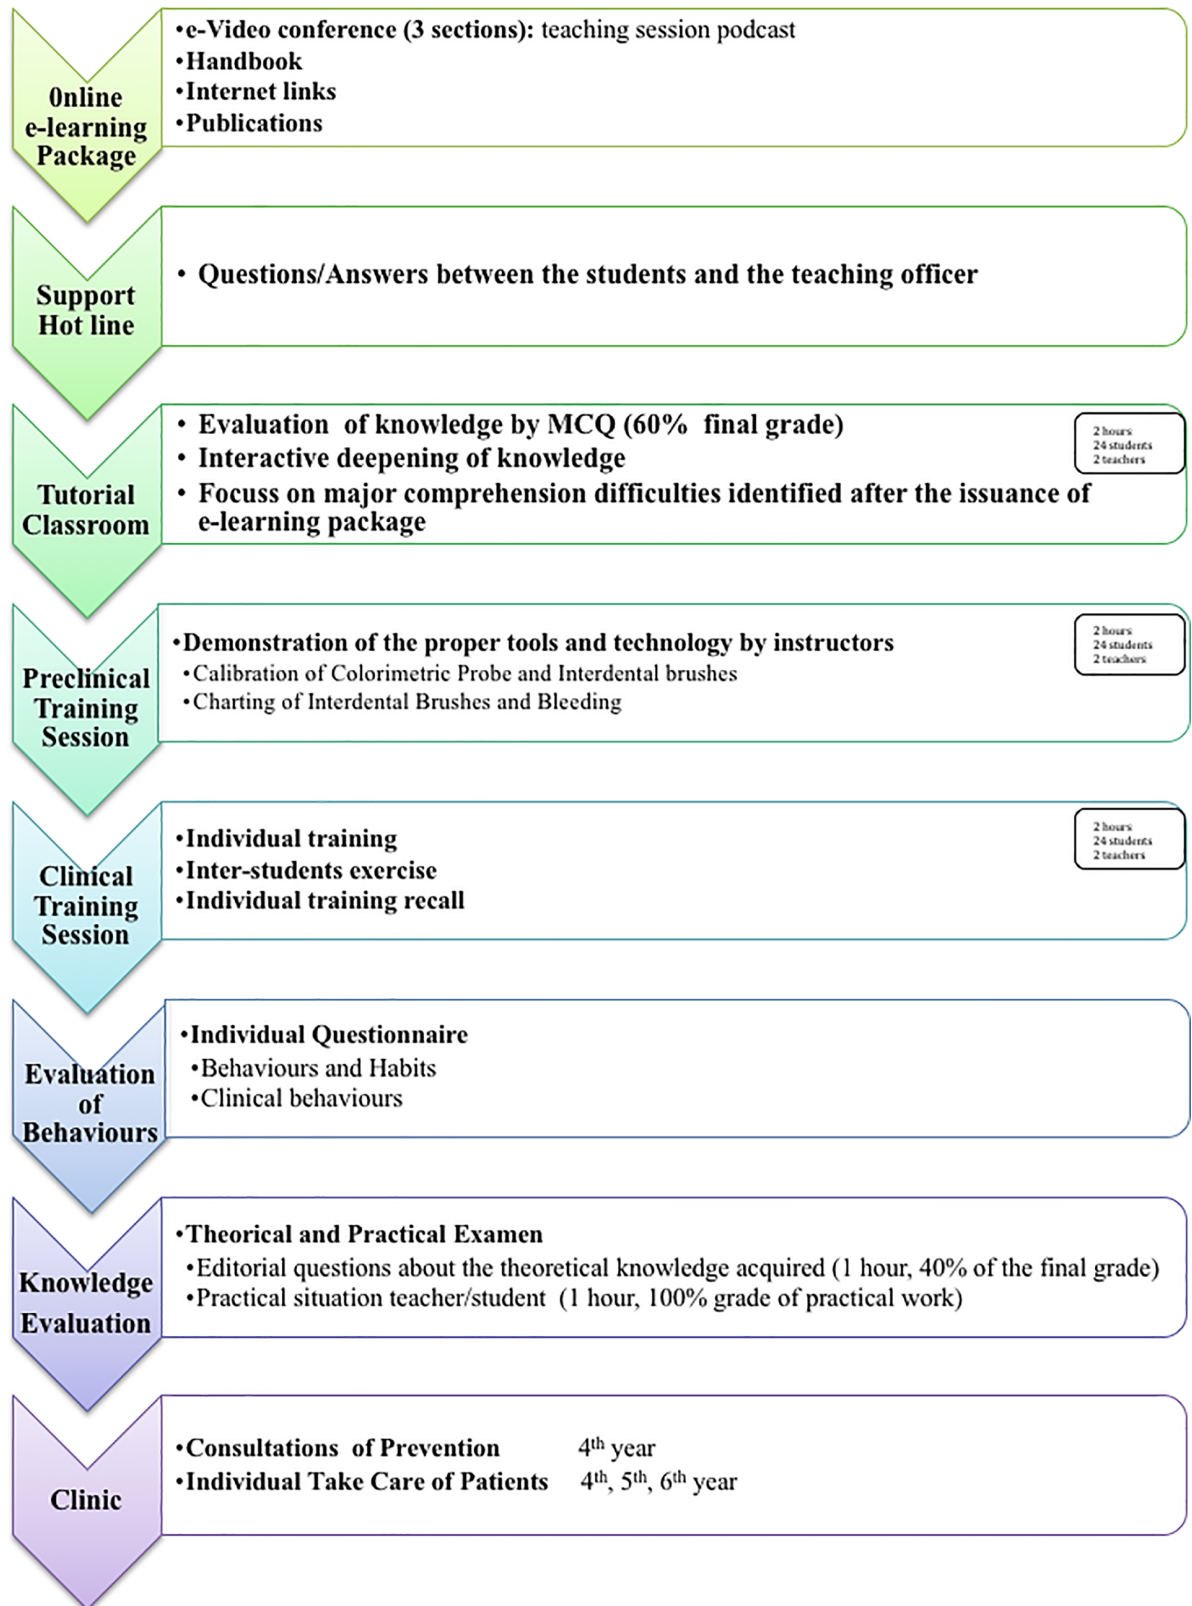 0nline
e-learning
Package
•e-Video conference (3 sections): teaching session podcast
•Handbook
•Internet links
•Publications
Support
Hot line
• Questions/Answers between the students and the teaching officer
Tutorial
Classroom
• Evaluation of knowledge by MCQ (60% final grade)
• Interactive deepening of knowledge
• Focuss on major comprehension difficulties identified after the issuance of
e-learning package
2 hours
24 students
2 teachers
Preclinical
Training
Session
•Demonstration of the proper tools and technology by instructors
•Calibration of Colorimetric Probe and Interdental brushes
•Charting of Interdental Brushes and Bleeding
2 hours
24 students
2 teachers
Clinical
Training
Session
•Individual training
•Inter-students exercise
•Individual training recall
2 hours
24 students
2 teachers
Evaluation
of
Behaviours
•Individual Questionnaire
•Behaviours and Habits
•Clinical behaviours
Knowledge
Evaluation
•Theorical and Practical Examen
•Editorial questions about the theoretical knowledge acquired (1 hour, 40% of the final grade)
•Practical situation teacher/student (1 hour, 100% grade of practical work)
Clinic
•Consultations of Prevention 4th year
•Individual Take Care of Patients 4th, 5th, 6th year